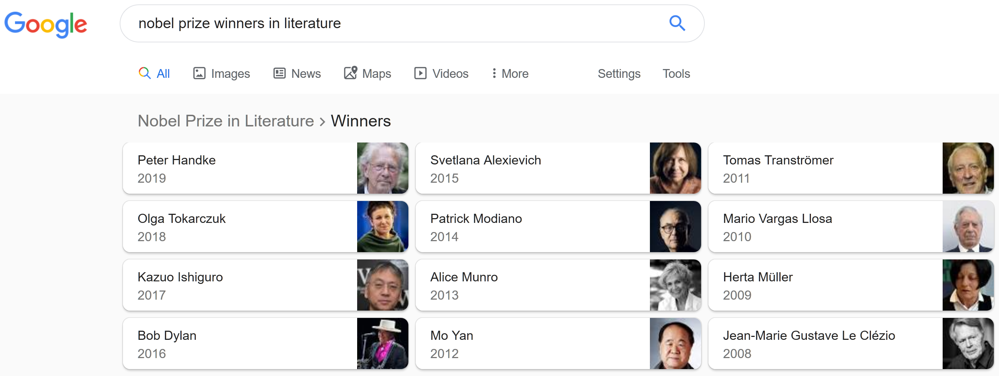 Google
nobel prize winners in literature
All Images News Maps Videos More Settings Tools
Nobel Prize in Literature > Winners
Peter Handke
2019
Svetlana Alexievich
2015
Tomas Tranströmer
2011
Olga Tokarczuk
2018
Patrick Modiano
2014
Mario Vargas Llosa
2010
Kazuo Ishiguro
2017
Alice Munro
2013
Herta Müller
2009
Bob Dylan
2016
Mo Yan
2012
Jean-Marie Gustave Le Clézio
2008